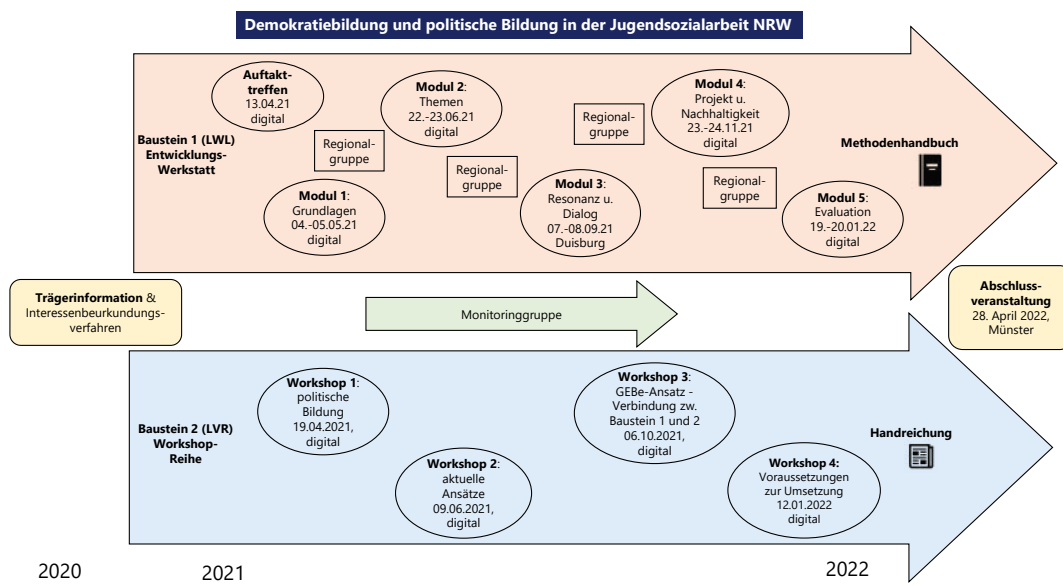 Demokratiebildung und politische Bildung in der Jugendsozialarbeit NRW
Baustein 1 (LWL)
Entwicklungs-
Werkstatt
Auftakt-
treffen
13.04.21
digital
Regional-
gruppe
Modul 1:
Grundlagen
04.-05.05.21
digital
Modul 2:
Themen
22.-23.06.21
digital
Regional-
gruppe
Modul 3:
Resonanz u.
Dialog
07.-08.09.21
Duisburg
Regional-
gruppe
Modul 4:
Projekt u.
Nachhaltigkeit
23.-24.11.21
digital
Regional-
gruppe
Modul 5:
Evaluation
19.-20.01.22
digital
Methodenhandbuch
Trägerinformation &
Interessenbeurkundungs-
verfahren
Monitoringgruppe
Abschluss-
veranstaltung
28. April 2022,
Münster
Baustein 2 (LVR)
Workshop-
Reihe
Workshop 1:
politische
Bildung
19.04.2021,
digital
Workshop 2:
aktuelle
Ansätze
09.06.2021,
digital
Workshop 3:
GEBe-Ansatz -
Verbindung zw.
Baustein 1 und 2
06.10.2021,
digital
Workshop 4:
Voraussetzungen
zur Umsetzung
12.01.2022
digital
Handreichung
2020
2021
2022